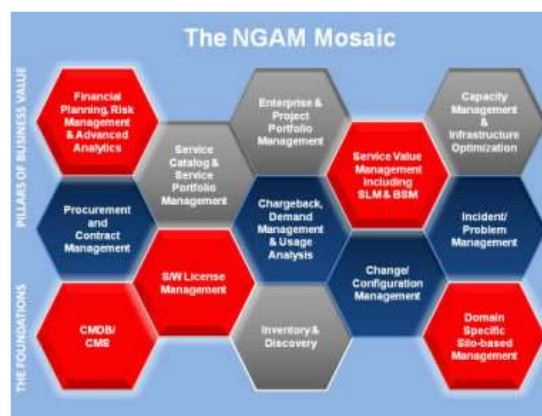 The NGAM Mosaic
PILLARS OF BUSINESS VALUE
THE FOUNDATIONS
Financial
Planning, Risk
Management
& Advanced
Analytics
Enterprise &
Project
Portfolio
Management
Capacity
Management
&
Infrastructure
Optimization
Service
Catalog &
Service
Portfolio
Management
Service Value
Management
Including
SLM & BSM
Procurement
and
Contract
Management
Chargeback,
Demand
Management
& Usage
Analysis
Incident/
Problem
Management
S/W License
Management
Change/
Configuration
Management
CMDB/
CMS
Inventory &
Discovery
Domain
Specific
Silo-based
Management